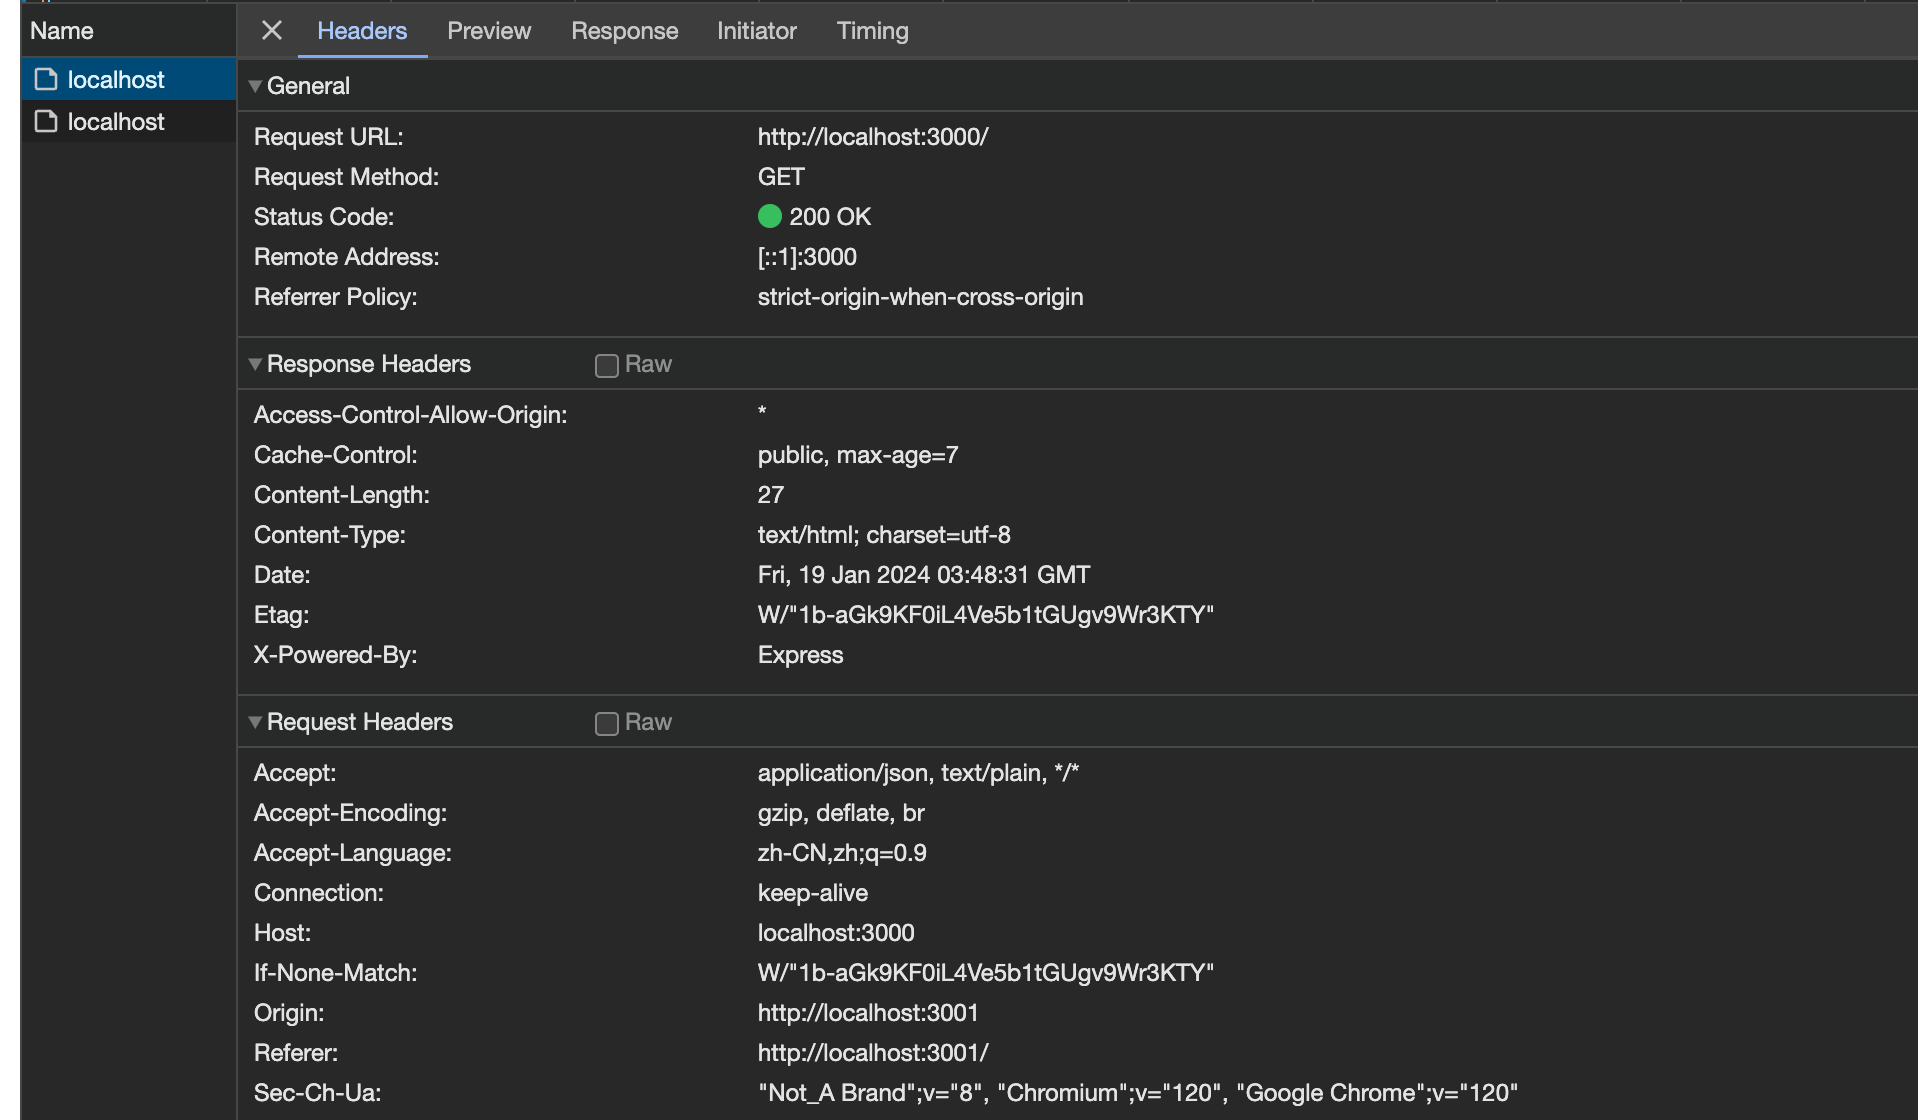 Name
Headers Preview Response Initiator Timing
localhost
localhost
General
Request URL: http://localhost:3000/
Request Method: GET
Status Code: 200 OK
Remote Address: [::1]:3000
Referrer Policy: strict-origin-when-cross-origin
Response Headers Raw
Access-Control-Allow-Origin: *
Cache-Control: public, max-age=7
Content-Length: 27
Content-Type: text/html; charset=utf-8
Date: Fri, 19 Jan 2024 03:48:31 GMT
Etag: W/"1b-aGk9KF0iL4Ve5b1tGUgv9Wr3KTY"
X-Powered-By: Express
Request Headers Raw
Accept: application/json, text/plain, */*
Accept-Encoding: gzip, deflate, br
Accept-Language: zh-CN,zh;q=0.9
Connection: keep-alive
Host: localhost:3000
If-None-Match: W/"1b-aGk9KF0iL4Ve5b1tGUgv9Wr3KTY"
Origin: http://localhost:3001
Referer: http://localhost:3001/
Sec-Ch-Ua: "Not_A Brand";v="8", "Chromium";v="120", "Google Chrome";v="120"